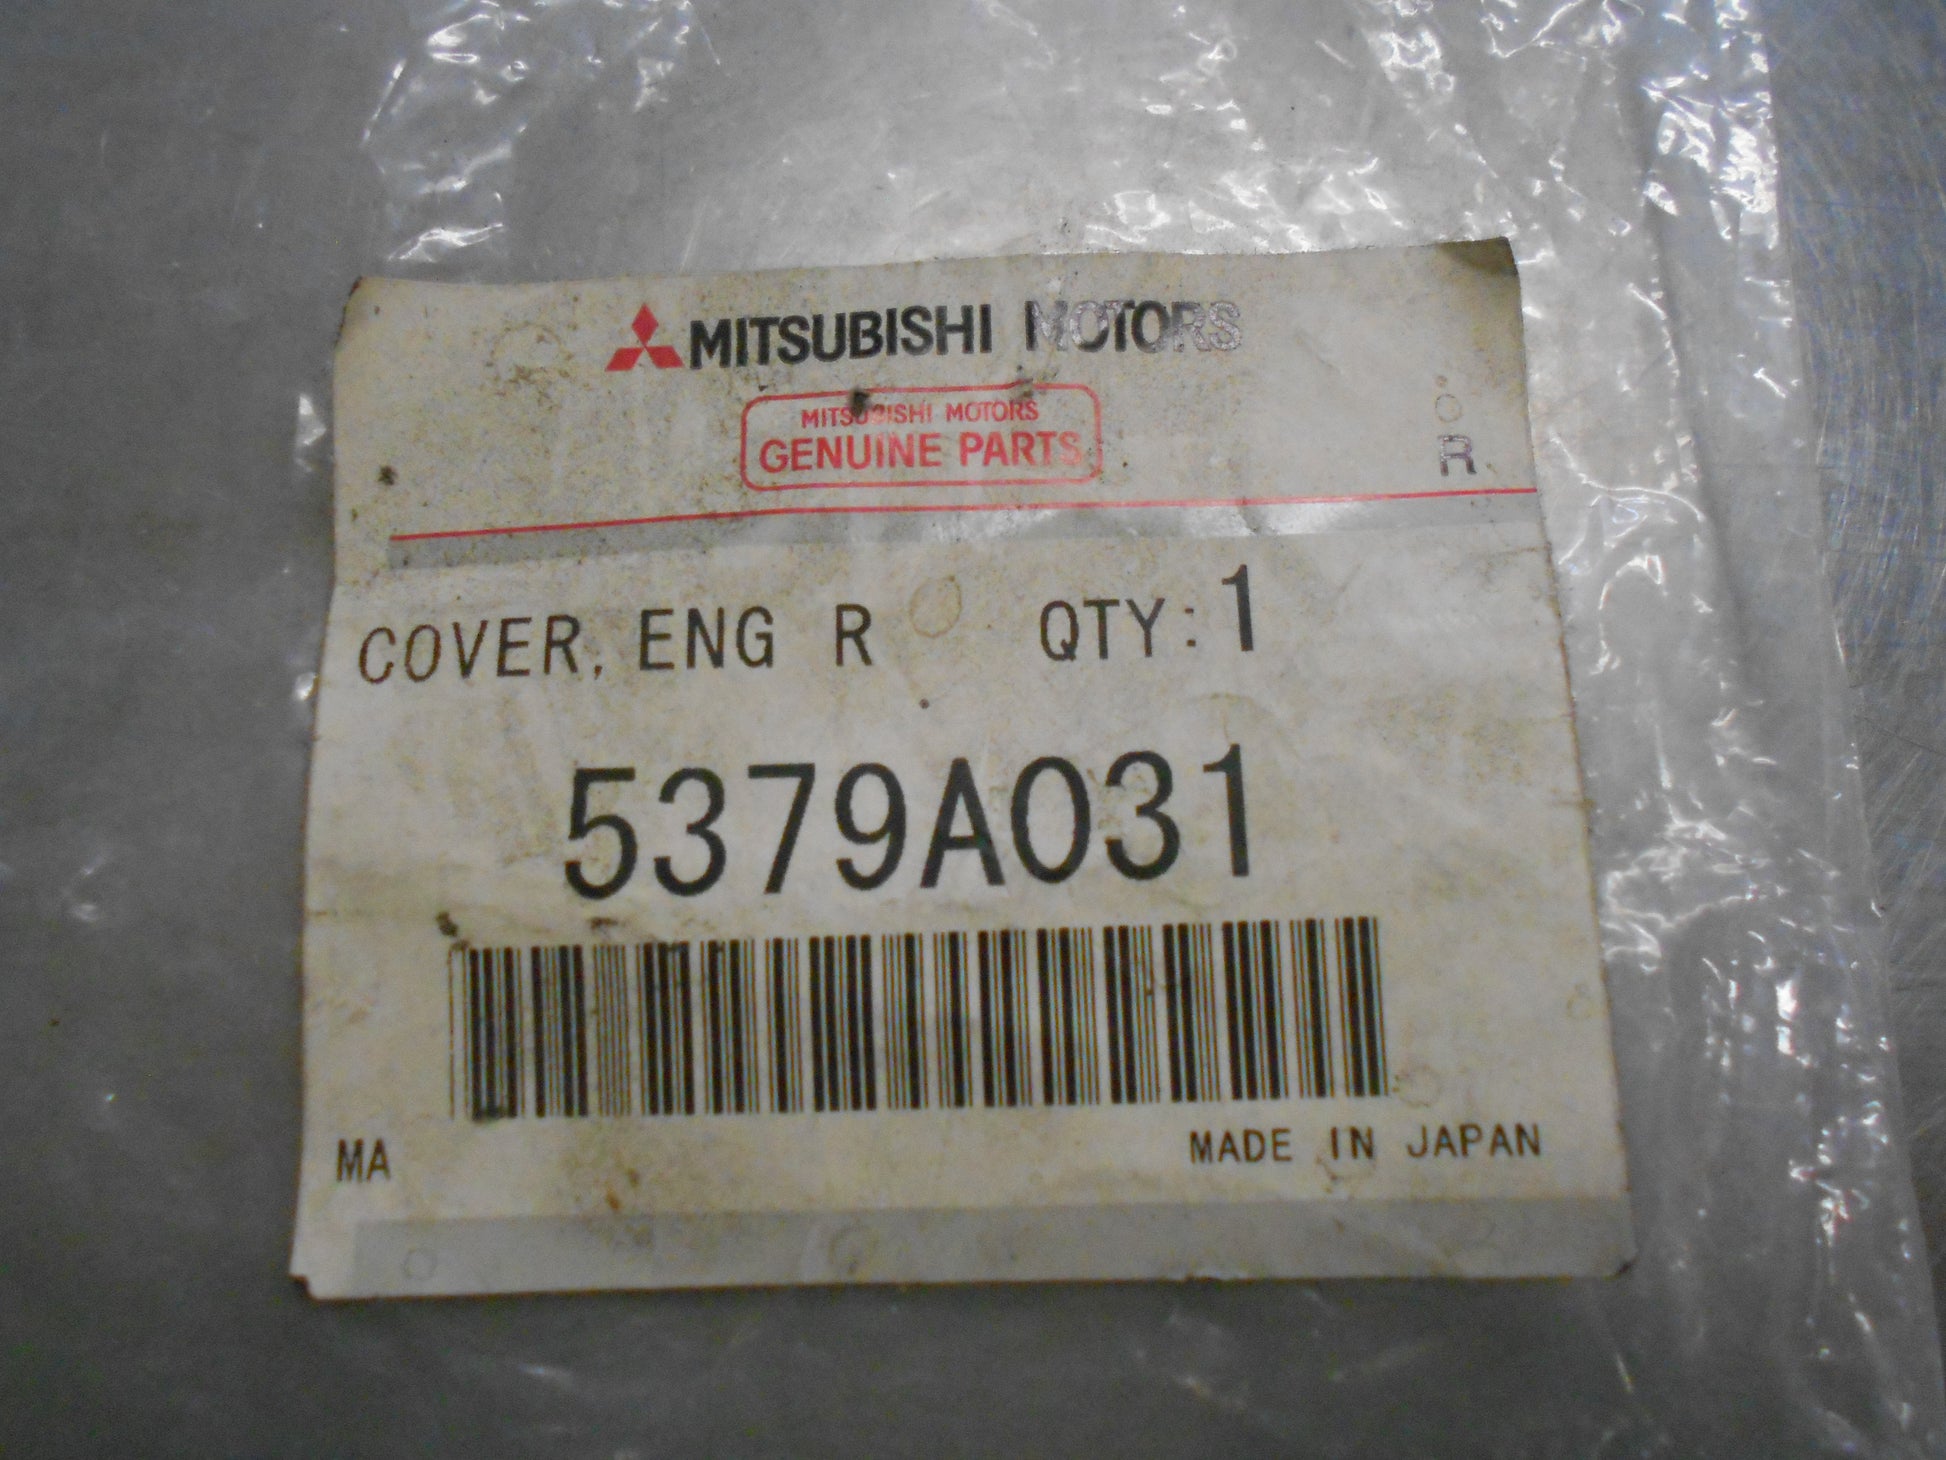 MITSUBISHI MOTORS
MITSUBISHI MOTORS
GENUINE PARTS
R
COVER, ENG R QTY:1
5379A031
MA MADE IN JAPAN